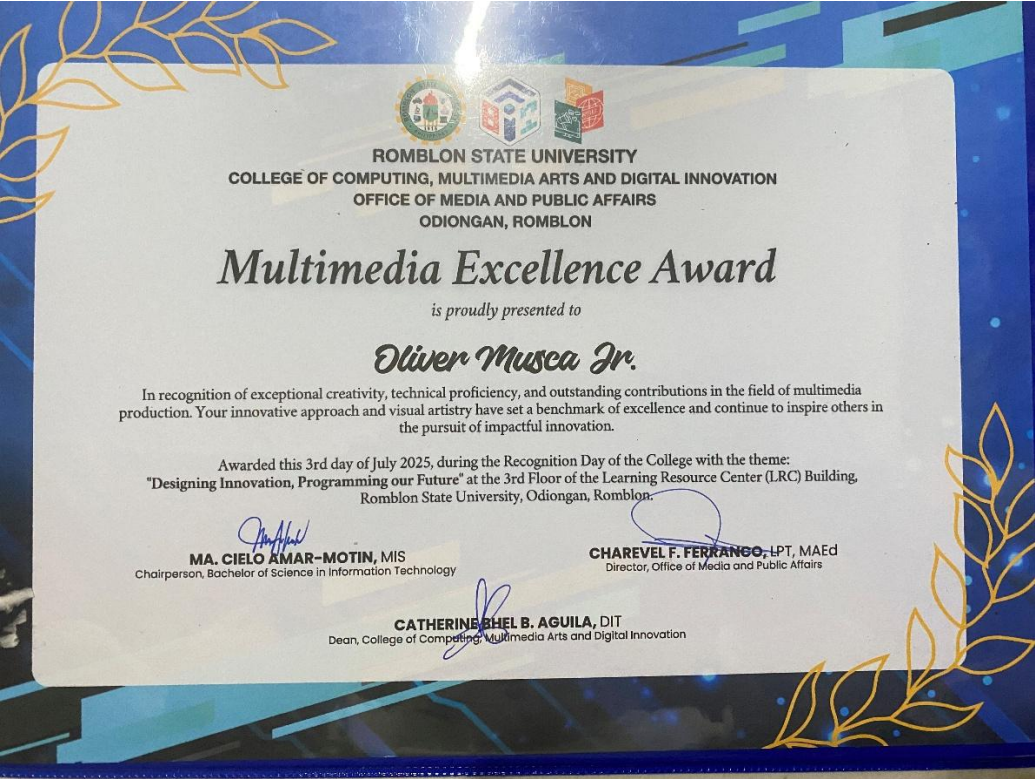 ROMBLON STATE UNIVERSITY
COLLEGE OF COMPUTING, MULTIMEDIA ARTS AND DIGITAL INNOVATION
OFFICE OF MEDIA AND PUBLIC AFFAIRS
ODIONGAN, ROMBLON
Multimedia Excellence Award
is proudly presented to
Oliver Musca Jr.
In recognition of exceptional creativity, technical proficiency, and outstanding contributions in the field of multimedia
production. Your innovative approach and visual artistry have set a benchmark of excellence and continue to inspire others in
the pursuit of impactful innovation.
Awarded this 3rd day of July 2025, during the Recognition Day of the College with the theme:
"Designing Innovation, Programming our Future" at the 3rd Floor of the Learning Resource Center (LRC) Building,
Romblon State University, Odiongan, Romblon.
MA. CIELO AMAR-MOTIN, MIS
Chairperson, Bachelor of Science in Information Technology
CHAREVEL F. FERRANCO, LPT, MAEd
Director, Office of Media and Public Affairs
CATHERINE BHEL B. AGUILA, DIT
Dean, College of Computing, Multimedia Arts and Digital Innovation